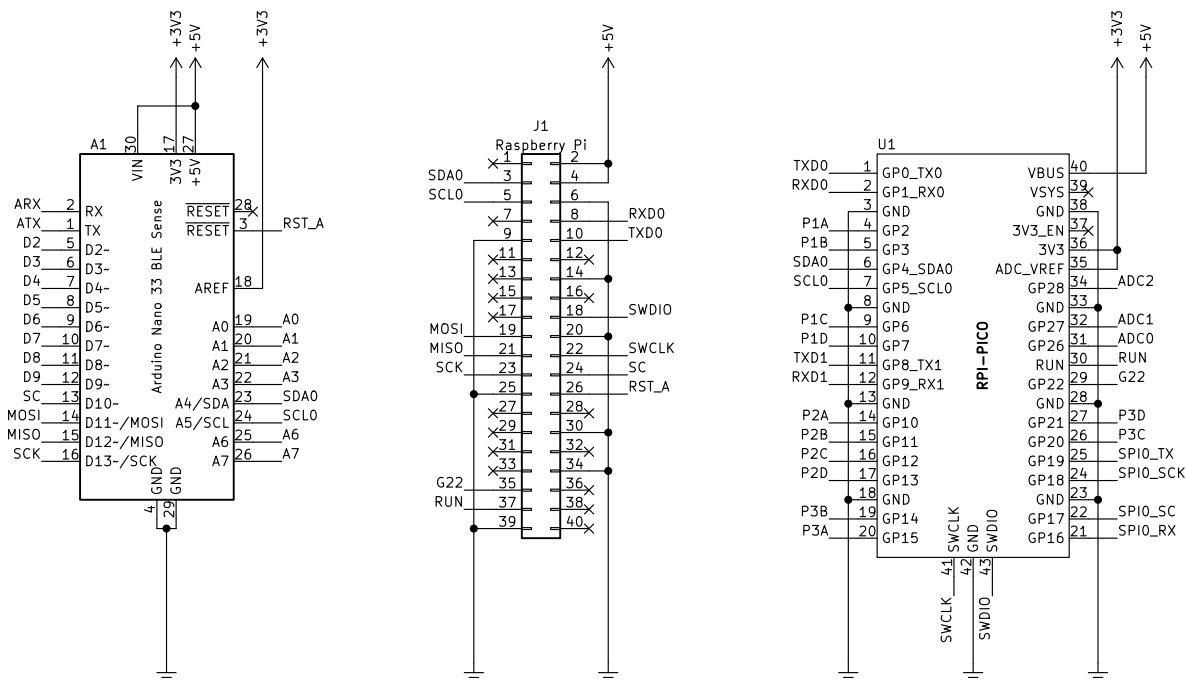 +3V3
+5V
+3V3
A1
30
VIN
17
3V3
27
+5V
Arduino Nano 33 BLE Sense
ARX 2 RX
ATX 1 TX
D2 5 D2~
D3 6 D3~
D4 7 D4~
D5 8 D5~
D6 9 D6~
D7 10 D7~
D8 11 D8~
D9 12 D9~
SC 13 D10~
MOSI 14 D11~/MOSI
MISO 15 D12~/MISO
SCK 16 D13~/SCK
RESET 28
RESET 3 RST_A
AREF 18
A0 19 A0
A1 20 A1
A2 21 A2
A3 22 A3
A4/SDA 23 SDA0
A5/SCL 24 SCL0
A6 25 A6
A7 26 A7
GND 4
GND 29
+5V
J1
Raspberry Pi
1 2
SDA0 3 4
SCL0 5 6
7 8 RXD0
9 10 TXD0
11 12
13 14
15 16
17 18 SWDIO
MOSI 19 20
MISO 21 22 SWCLK
SCK 23 24 SC
25 26 RST_A
27 28
29 30
31 32
33 34
G22 35 36
RUN 37 38
39 40
+3V3
+5V
U1
RPI-PICO
TXD0 1 GP0_TX0
RXD0 2 GP1_RX0
3 GND
P1A 4 GP2
P1B 5 GP3
SDA0 6 GP4_SDA0
SCL0 7 GP5_SCL0
8 GND
P1C 9 GP6
P1D 10 GP7
TXD1 11 GP8_TX1
RXD1 12 GP9_RX1
13 GND
P2A 14 GP10
P2B 15 GP11
P2C 16 GP12
P2D 17 GP13
18 GND
P3B 19 GP14
P3A 20 GP15
VBUS 40
VSYS 39
GND 38
3V3_EN 37
3V3 36
ADC_VREF 35
GP28 34 ADC2
GND 33
GP27 32 ADC1
GP26 31 ADC0
RUN 30 RUN
GP22 29 G22
GND 28
GP21 27 P3D
GP20 26 P3C
GP19 25 SPI0_TX
GP18 24 SPI0_SCK
GND 23
GP17 22 SPI0_SC
GP16 21 SPI0_RX
SWCLK 41 SWCLK
GND 42
SWDIO 43 SWDIO